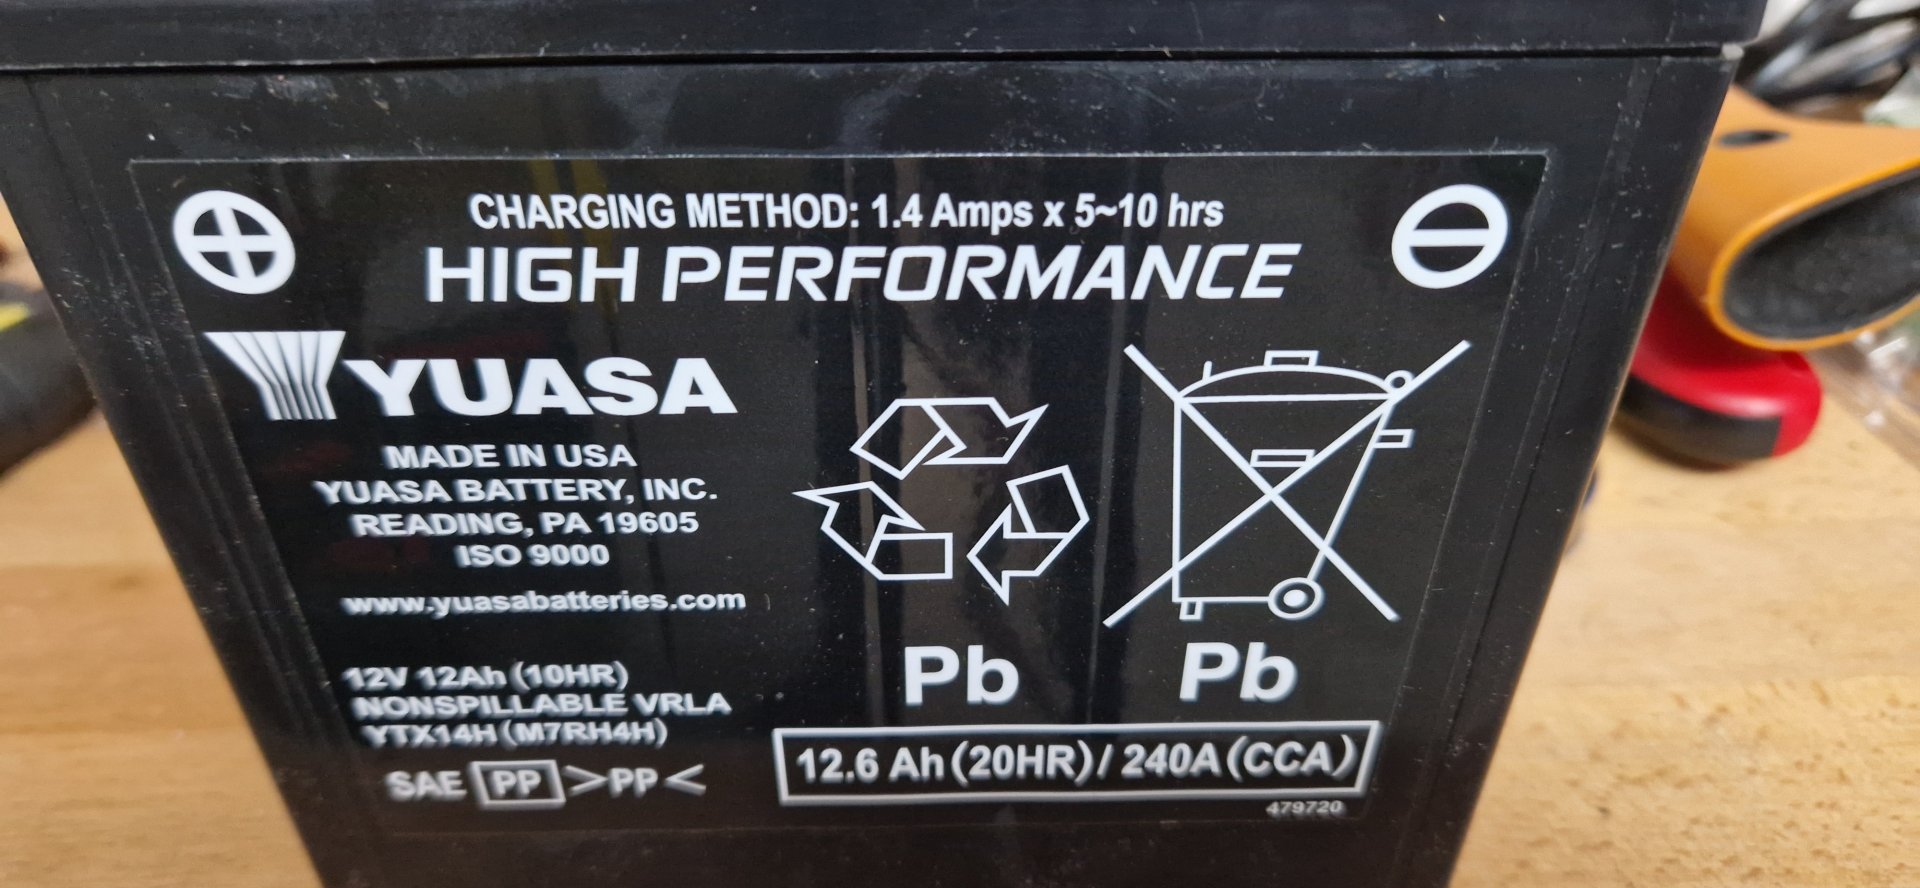 CHARGING METHOD: 1.4 Amps x 5~10 hrs
HIGH PERFORMANCE
YUASA
MADE IN USA
YUASA BATTERY, INC.
READING, PA 19605
ISO 9000
www.yuasabatteries.com
12V 12Ah (10HR)
NONSPILLABLE VRLA
YTX14H (M7RH4H)
SAE PP >PP<
Pb
Pb
12.6 Ah (20HR) / 240A (CCA)
479720